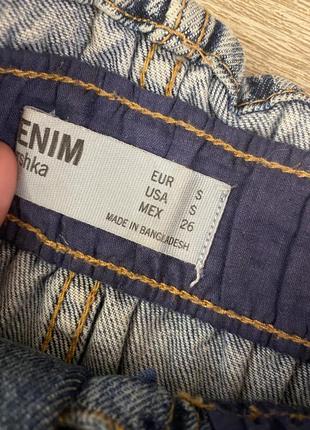 ENIM
shka
EUR S
USA S
MEX 26
MADE IN BANGLADESH